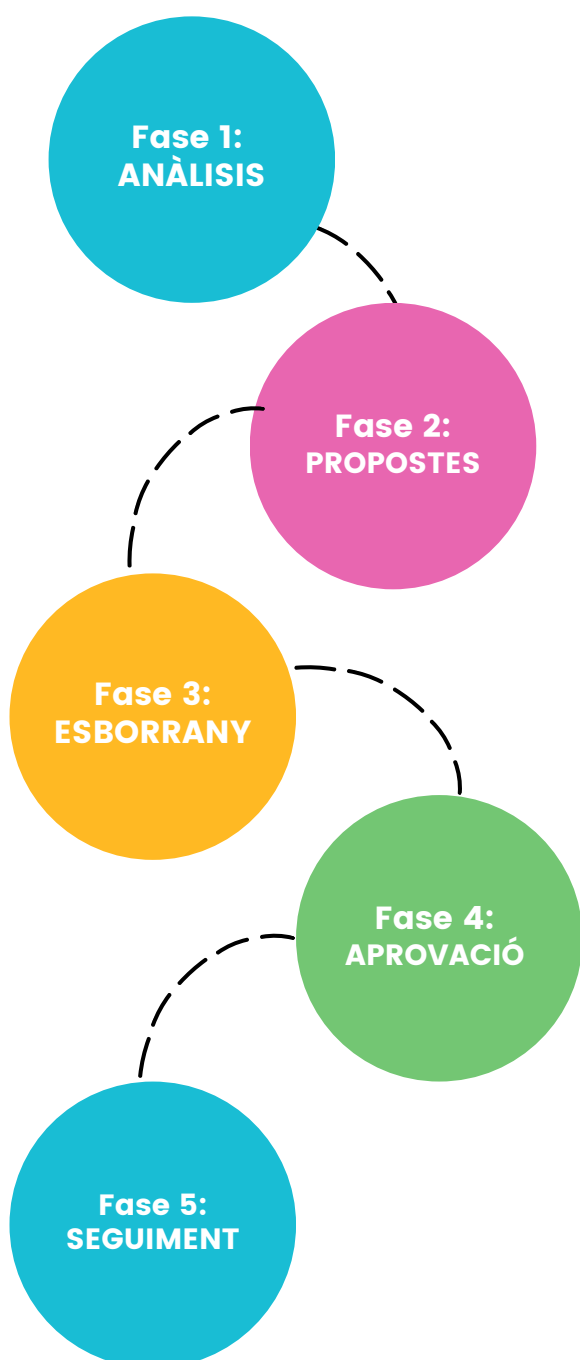 Fase 1:
ANÀLISIS
Fase 2:
PROPOSTES
Fase 3:
ESBORRANY
Fase 4:
APROVACIÓ
Fase 5:
SEGUIMENT